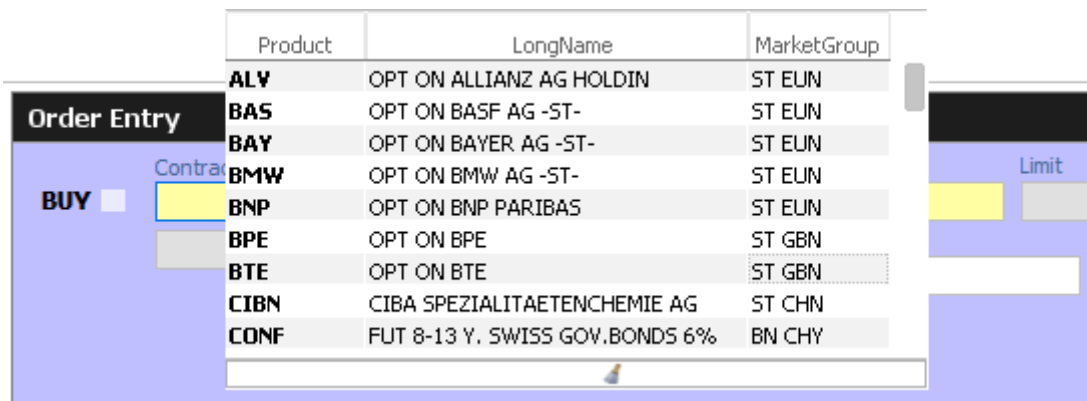 Product LongName MarketGroup
ALV OPT ON ALLIANZ AG HOLDIN ST EUN
Order Entry
BAS OPT ON BASF AG -ST- ST EUN
BAY OPT ON BAYER AG -ST- ST EUN
Limit
BMW OPT ON BMW AG -ST- ST EUN
BUY
BNP OPT ON BNP PARIBAS ST EUN
BPE OPT ON BPE ST GBN
BTE OPT ON BTE ST GBN
CIBN CIBA SPEZIALITAETENCHEMIE AG ST CHN
CONF FUT 8-13 Y. SWISS GOV.BONDS 6% BN CHY